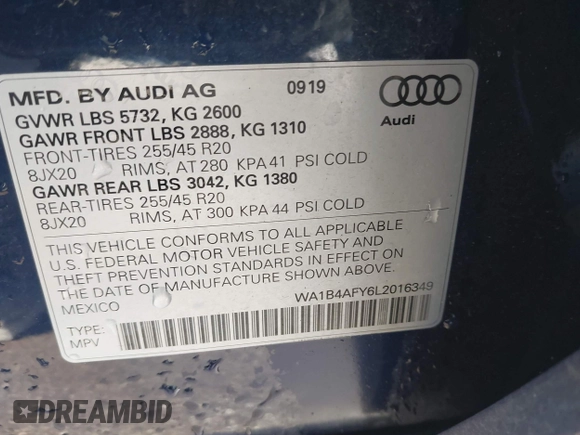 MFD. BY AUDI AG 0919
GVWR LBS 5732, KG 2600
GAWR FRONT LBS 2888, KG 1310
FRONT-TIRES 255/45 R20
8JX20 RIMS, AT 280 KPA 41 PSI COLD
GAWR REAR LBS 3042, KG 1380
REAR-TIRES 255/45 R20
8JX20 RIMS, AT 300 KPA 44 PSI COLD
Audi
THIS VEHICLE CONFORMS TO ALL APPLICABLE
U.S. FEDERAL MOTOR VEHICLE SAFETY AND
THEFT PREVENTION STANDARDS IN EFFECT ON
THE DATE OF MANUFACTURE SHOWN ABOVE.
MEXICO WA1B4AFY6L2016349
TYPE:
MPV
DREAMBID